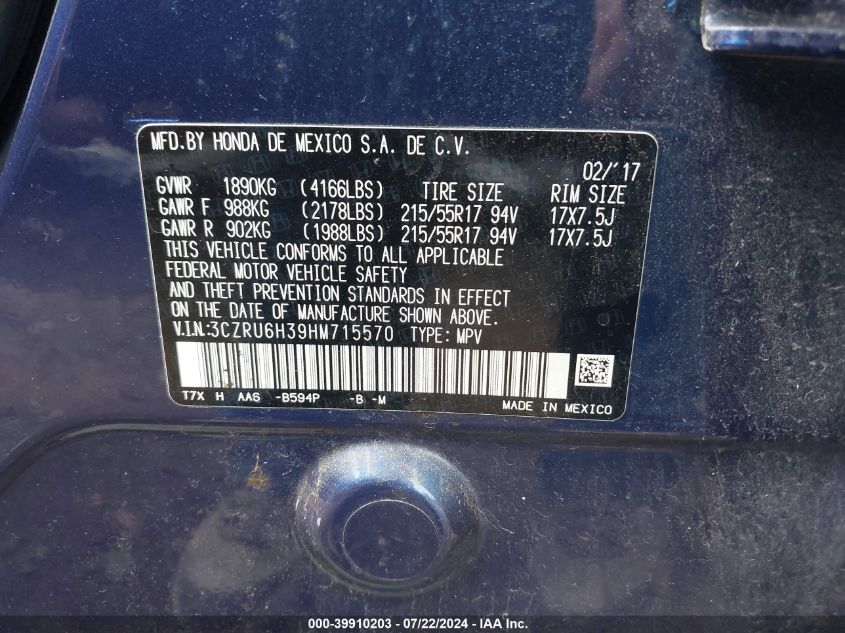 MFD.BY HONDA DE MEXICO S.A. DE C.V.
02/'17
GVWR 1890KG (4166LBS) TIRE SIZE RIM SIZE
GAWR F 988KG (2178LBS) 215/55R17 94V 17X7.5J
GAWR R 902KG (1988LBS) 215/55R17 94V 17X7.5J
THIS VEHICLE CONFORMS TO ALL APPLICABLE
FEDERAL MOTOR VEHICLE SAFETY
AND THEFT PREVENTION STANDARDS IN EFFECT
ON THE DATE OF MANUFACTURE SHOWN ABOVE.
V.I.N:3CZRU6H39HM715570 TYPE: MPV
T7X H AAS -B594P -B -M
MADE IN MEXICO
000-39910203 - 07/22/2024 - IAAI.COM